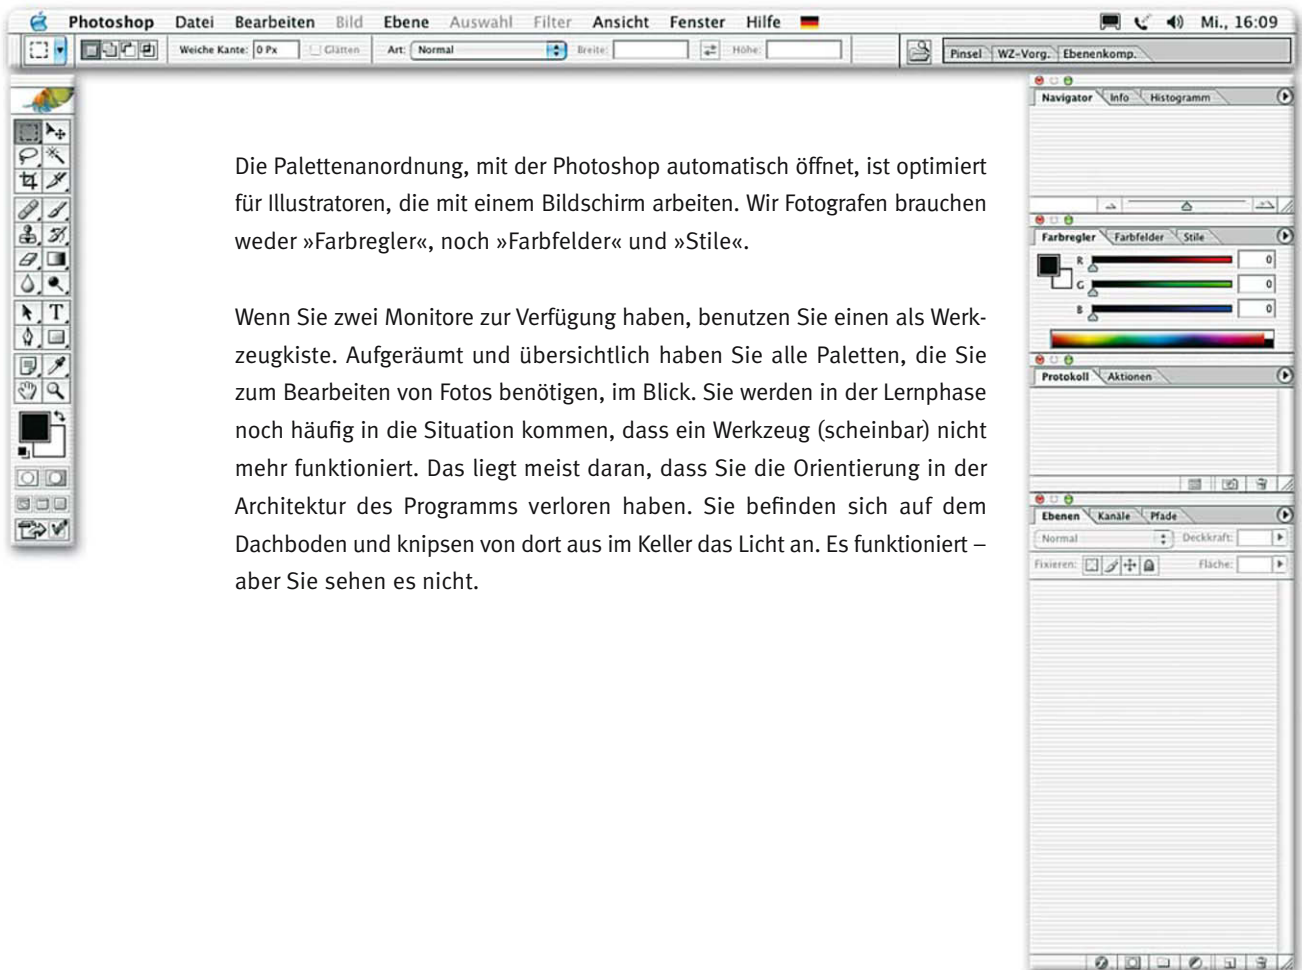 Photoshop Datei Bearbeiten Bild Ebene Auswahl Filter Ansicht Fenster Hilfe Mi., 16:09
Weiche Kante: 0 Px Glätten Art: Normal Breite: Höhe: Pinsel WZ-Vorg. Ebenenkomp.
Navigator Info Histogramm
Die Palettenanordnung, mit der Photoshop automatisch öffnet, ist optimiert
für Illustratoren, die mit einem Bildschirm arbeiten. Wir Fotografen brauchen
weder »Farbregler«, noch »Farbfelder« und »Stile«.
Wenn Sie zwei Monitore zur Verfügung haben, benutzen Sie einen als Werk-
zeugkiste. Aufgeräumt und übersichtlich haben Sie alle Paletten, die Sie
zum Bearbeiten von Fotos benötigen, im Blick. Sie werden in der Lernphase
noch häufig in die Situation kommen, dass ein Werkzeug (scheinbar) nicht
mehr funktioniert. Das liegt meist daran, dass Sie die Orientierung in der
Architektur des Programms verloren haben. Sie befinden sich auf dem
Dachboden und knipsen von dort aus im Keller das Licht an. Es funktioniert –
aber Sie sehen es nicht.
Farbregler Farbfelder Stile
R 0
G 0
B 0
Protokoll Aktionen
Ebenen Kanäle Pfade
Normal Deckkraft:
Fixieren: Fläche:
T